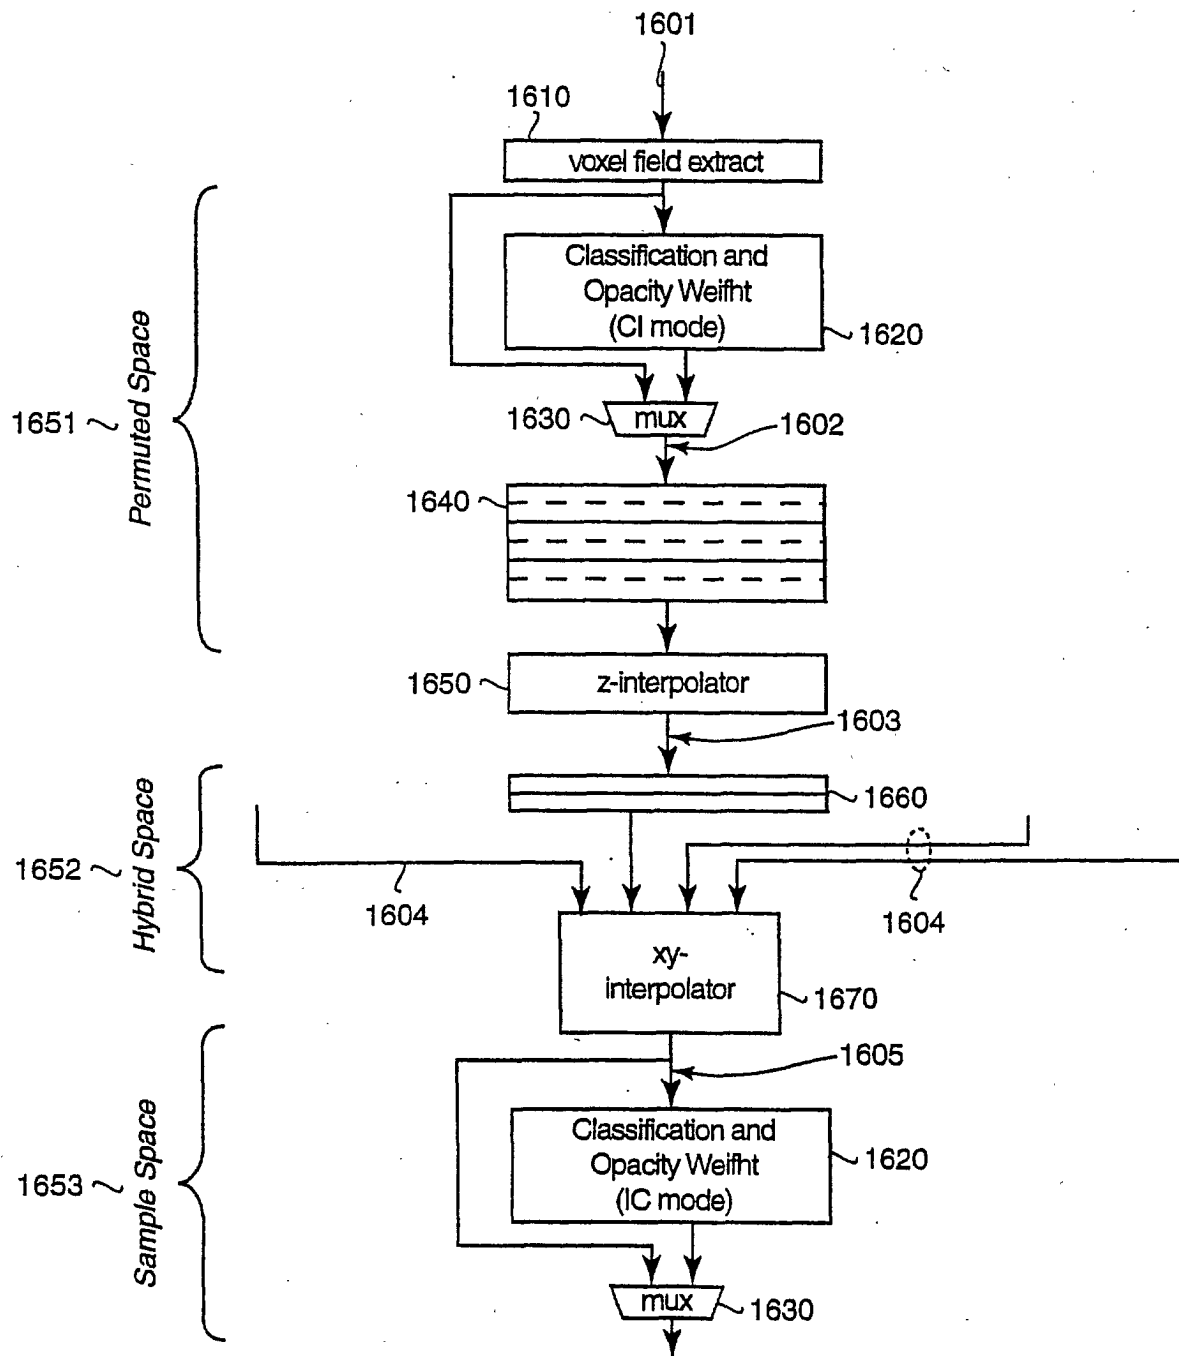 1601
1610
voxel field extract
Classification and
Opacity Weifht
(CI mode)
1620
1651
Permuted Space
1630
mux
1602
1640
1650
z-interpolator
1603
1660
1652
Hybrid Space
1604
1604
xy-
interpolator
1670
1605
Classification and
Opacity Weifht
(IC mode)
1620
1653
Sample Space
mux
1630